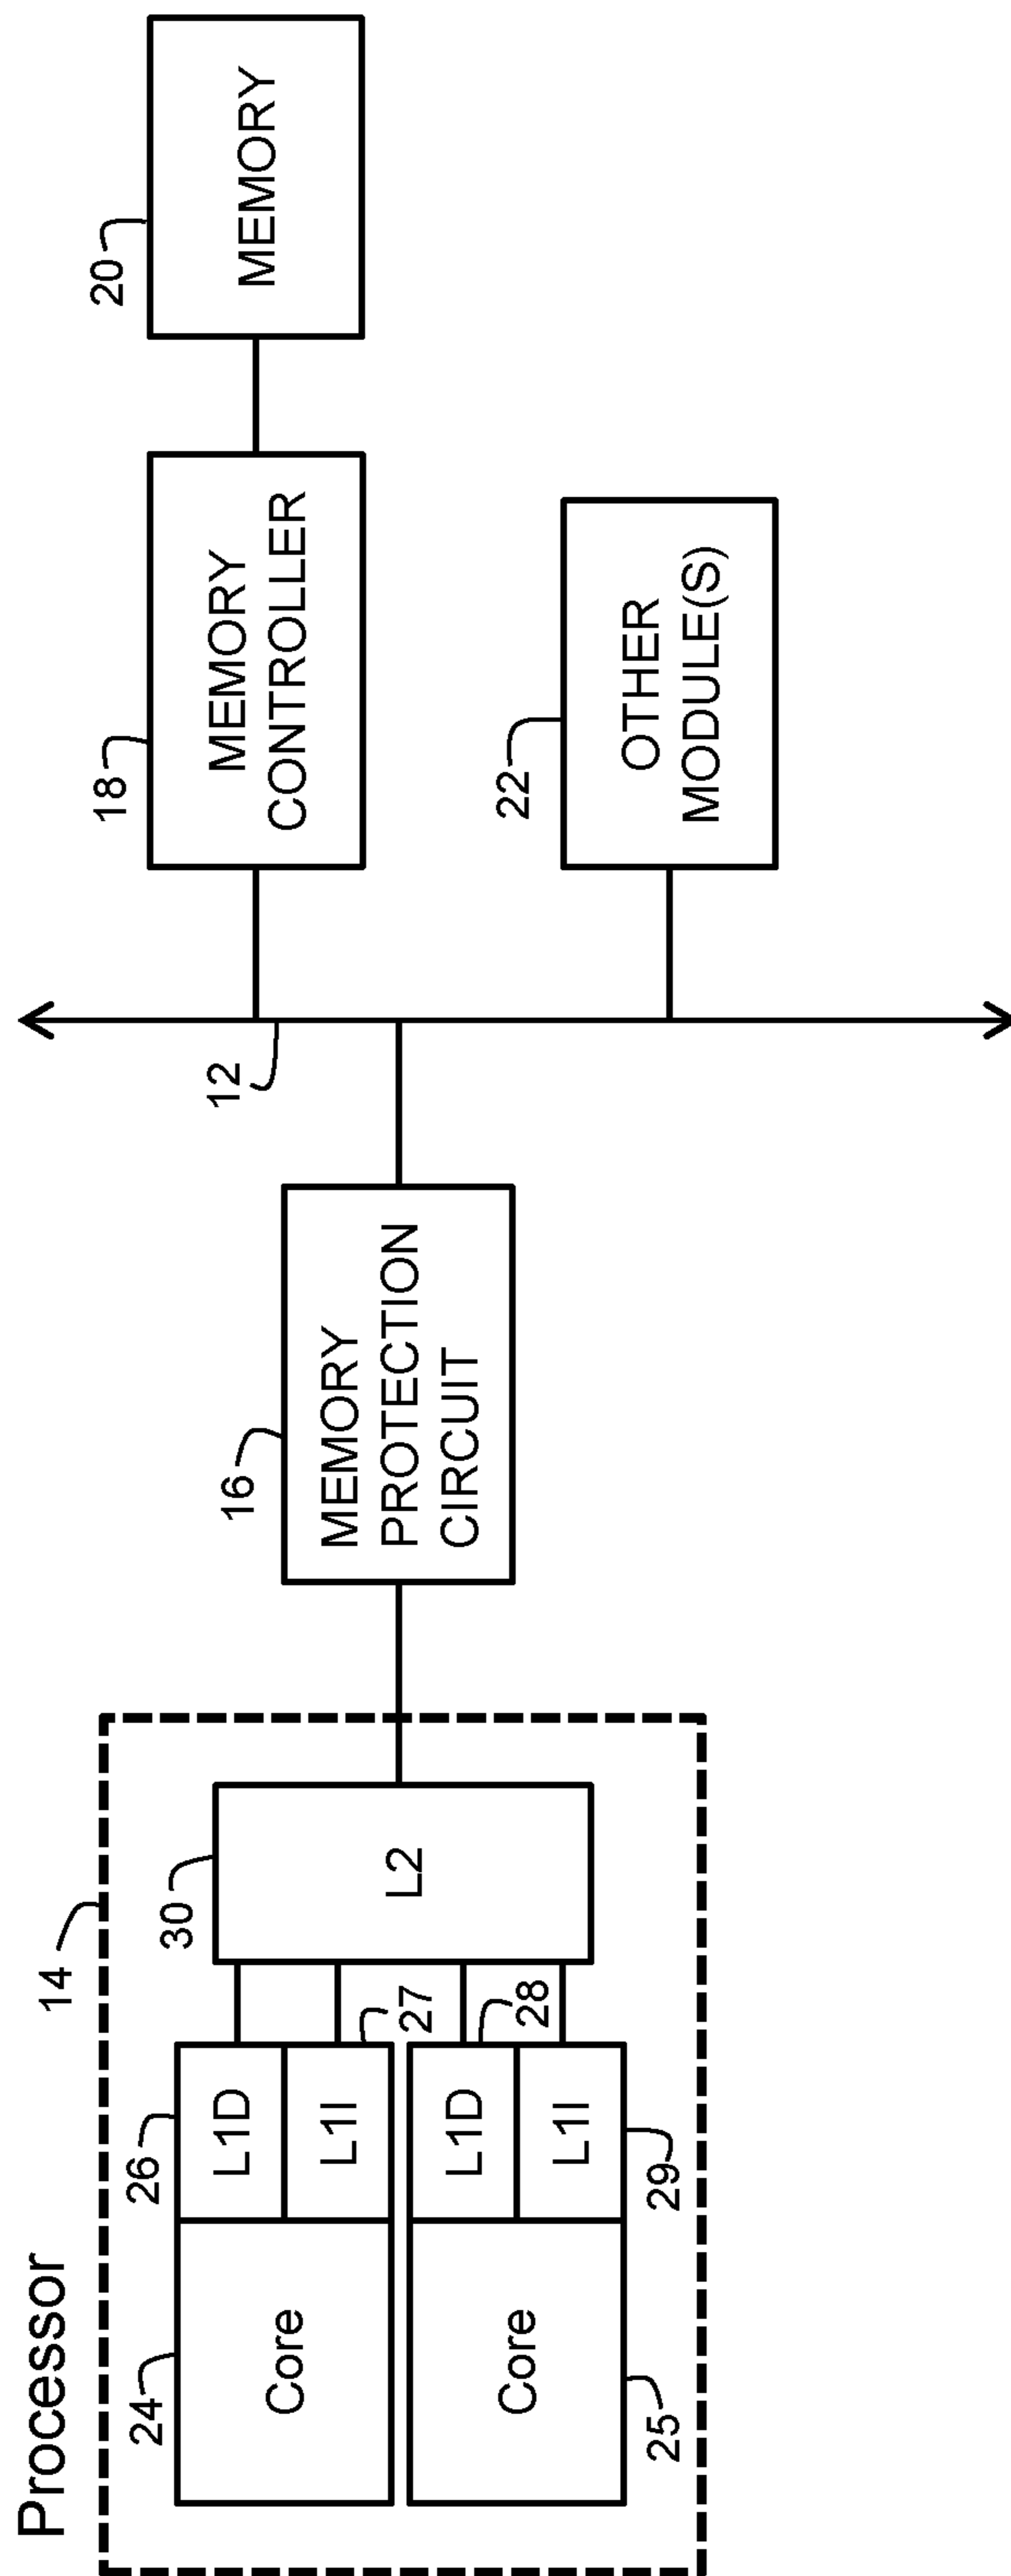 Processor
14
24
Core
26
L1D
L1I
27
25
Core
L1D
28
L1I
29
30
L2
16
MEMORY
PROTECTION
CIRCUIT
12
18
MEMORY
CONTROLLER
20
MEMORY
22
OTHER
MODULE(S)